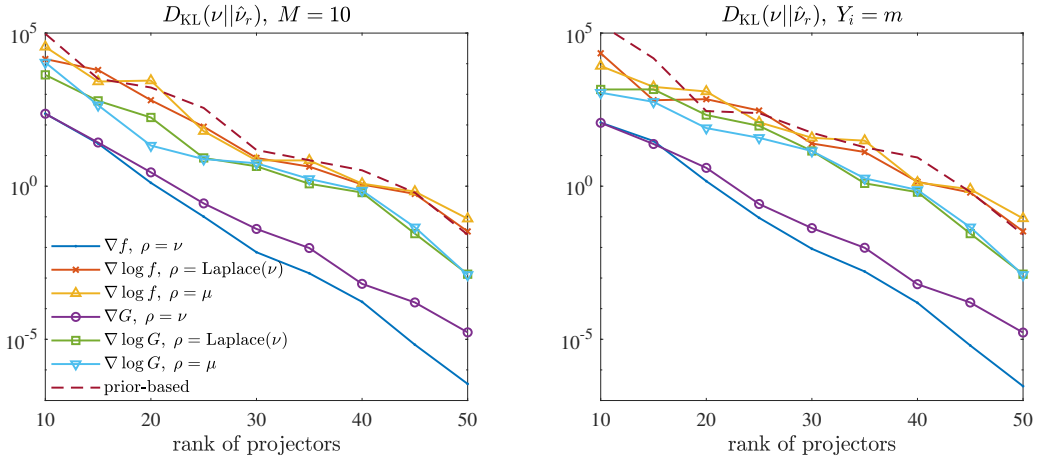 D_KL(ν||ν̂_r), M = 10
10^5
10^0
10^-5
∇f, ρ = ν
∇ log f, ρ = Laplace(ν)
∇ log f, ρ = μ
∇G, ρ = ν
∇ log G, ρ = Laplace(ν)
∇ log G, ρ = μ
prior-based
10 20 30 40 50
rank of projectors
D_KL(ν||ν̂_r), Y_i = m
10^5
10^0
10^-5
10 20 30 40 50
rank of projectors